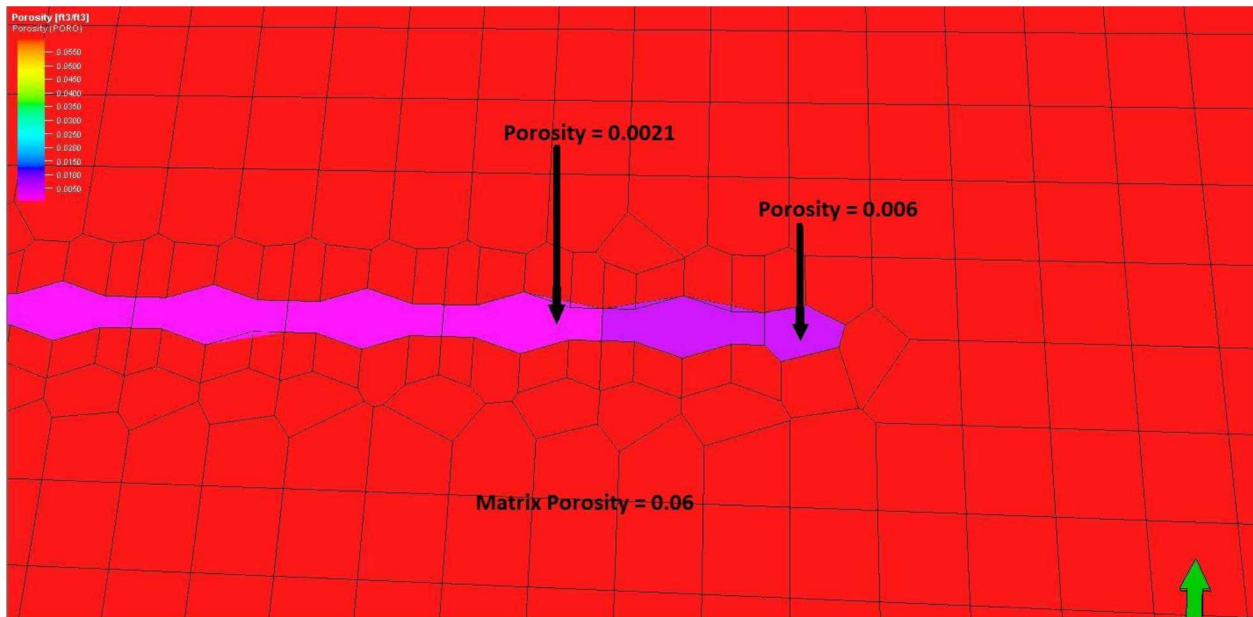 Porosity [ft3/ft3]
Porosity (PORO)
0.0550
0.0500
0.0450
0.0400
0.0350
0.0300
0.0250
0.0200
0.0150
0.0100
0.0050
Porosity = 0.0021
Porosity = 0.006
Matrix Porosity = 0.06